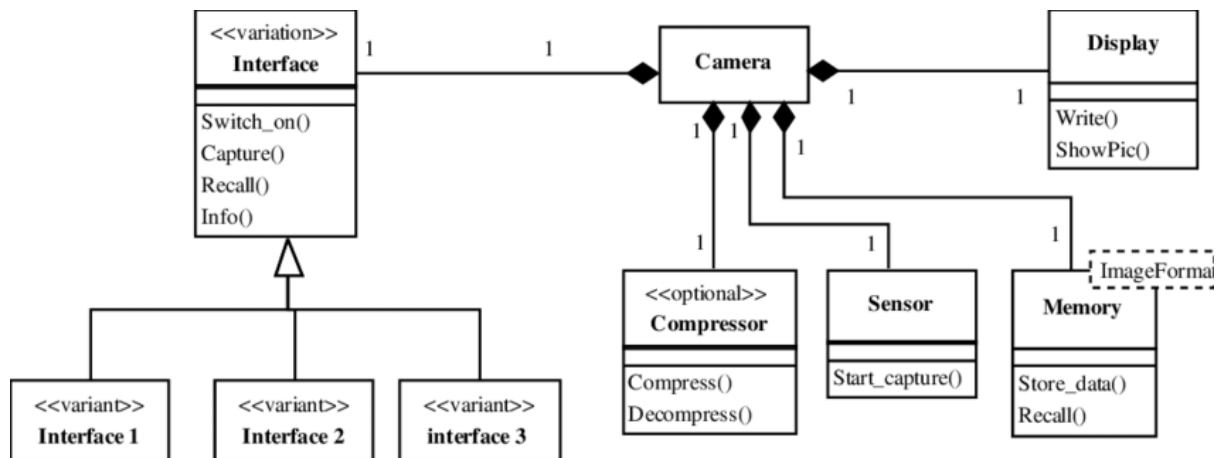 <<variation>>
Interface
Switch_on()
Capture()
Recall()
Info()
1
1
Camera
1
1
Display
Write()
ShowPic()
1
1
1
1
1
1
<<optional>>
Compressor
Compress()
Decompress()
Sensor
Start_capture()
ImageFormat
Memory
Store_data()
Recall()
<<variant>>
Interface 1
<<variant>>
Interface 2
<<variant>>
interface 3